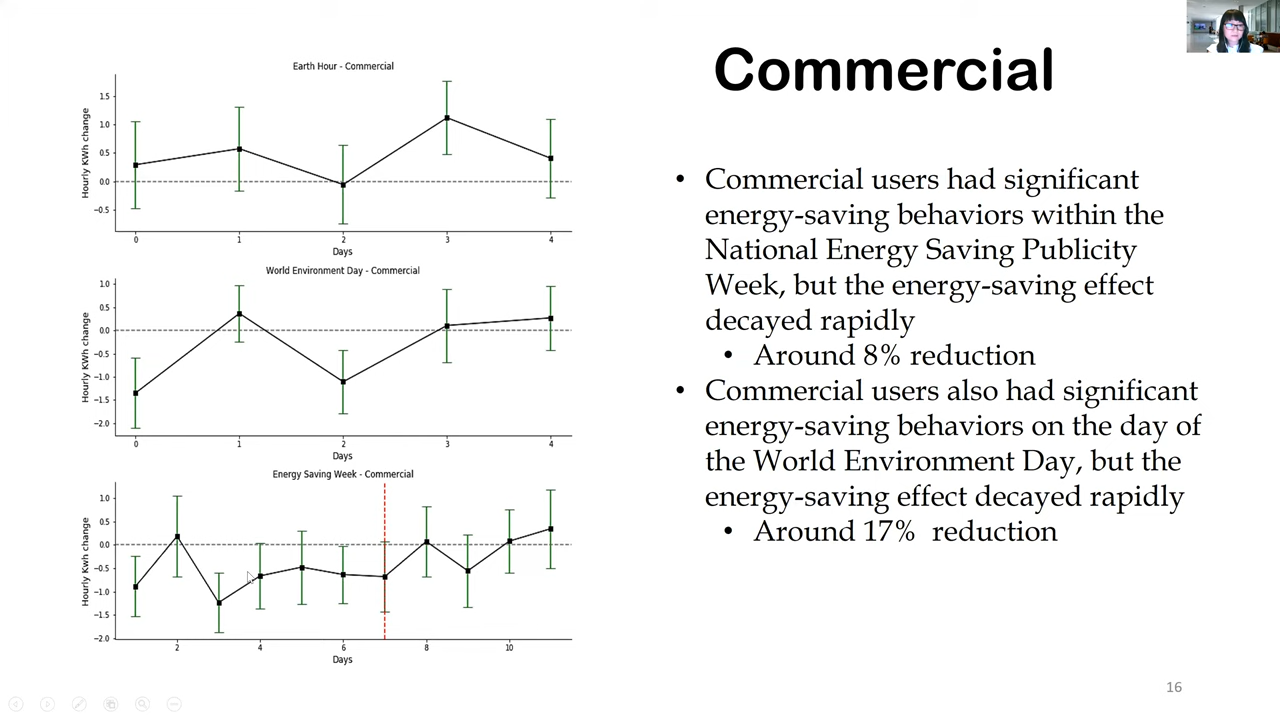 Commercial
Earth Hour - Commercial
Hourly KWh change
1.5
1.0
0.5
0.0
−0.5
0 1 2 3 4
Days
World Environment Day - Commercial
Hourly KWh change
1.0
0.5
0.0
−0.5
−1.0
−1.5
−2.0
0 1 2 3 4
Days
Energy Saving Week - Commercial
Hourly Kwh change
1.0
0.5
0.0
−0.5
−1.0
−1.5
−2.0
2 4 6 8 10
Days
• Commercial users had significant
energy-saving behaviors within the
National Energy Saving Publicity
Week, but the energy-saving effect
decayed rapidly
• Around 8% reduction
• Commercial users also had significant
energy-saving behaviors on the day of
the World Environment Day, but the
energy-saving effect decayed rapidly
• Around 17% reduction
16